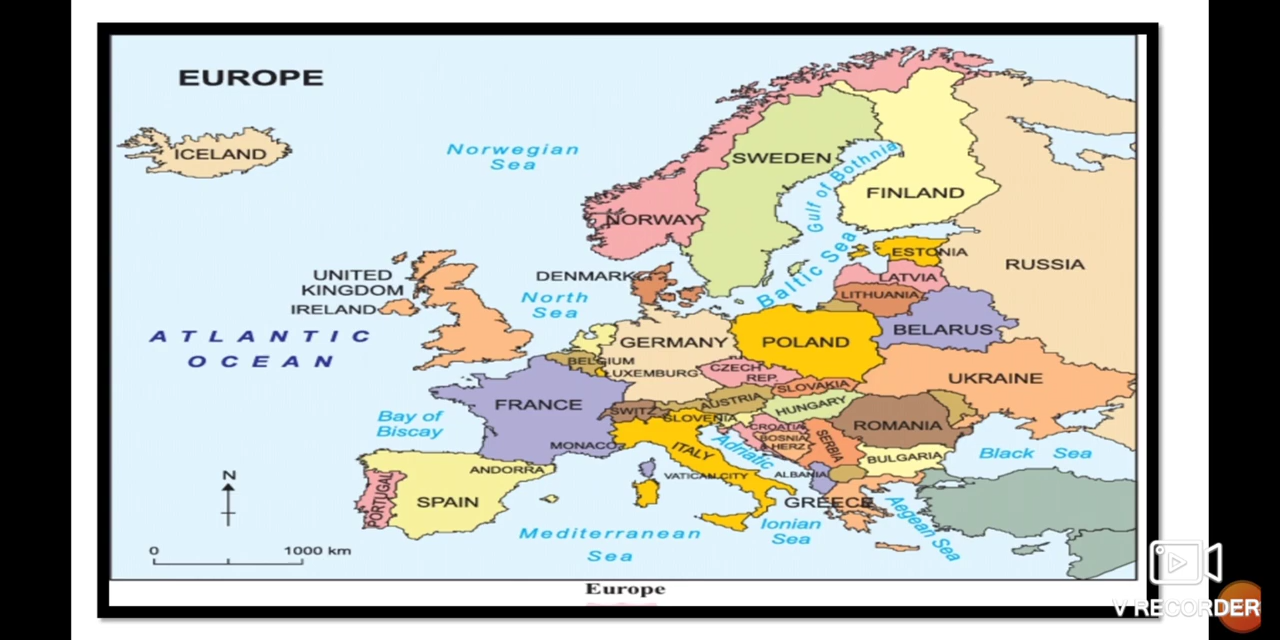 EUROPE
ICELAND
Norwegian
Sea
SWEDEN
Gulf of Bothnia
FINLAND
NORWAY
ESTONIA
RUSSIA
Baltic Sea
UNITED
KINGDOM
DENMARK
LATVIA
IRELAND
North
Sea
LITHUANIA
ATLANTIC
OCEAN
BELARUS
GERMANY
POLAND
BELGIUM
LUXEMBURG
CZECH
REP.
SLOVAKIA
UKRAINE
FRANCE
SWITZ
AUSTRIA
HUNGARY
SLOVENIA
Bay of
Biscay
CROATIA
ROMANIA
BOSNIA
& HERZ
SERBIA
MONACO
ITALY
Adriatic
BULGARIA
Black Sea
ANDORRA
VATICAN CITY
ALBANIA
N
PORTUGAL
SPAIN
GREECE
Aegean Sea
Ionian
Sea
Mediterranean
Sea
0 1000 km
Europe
V RECORDER